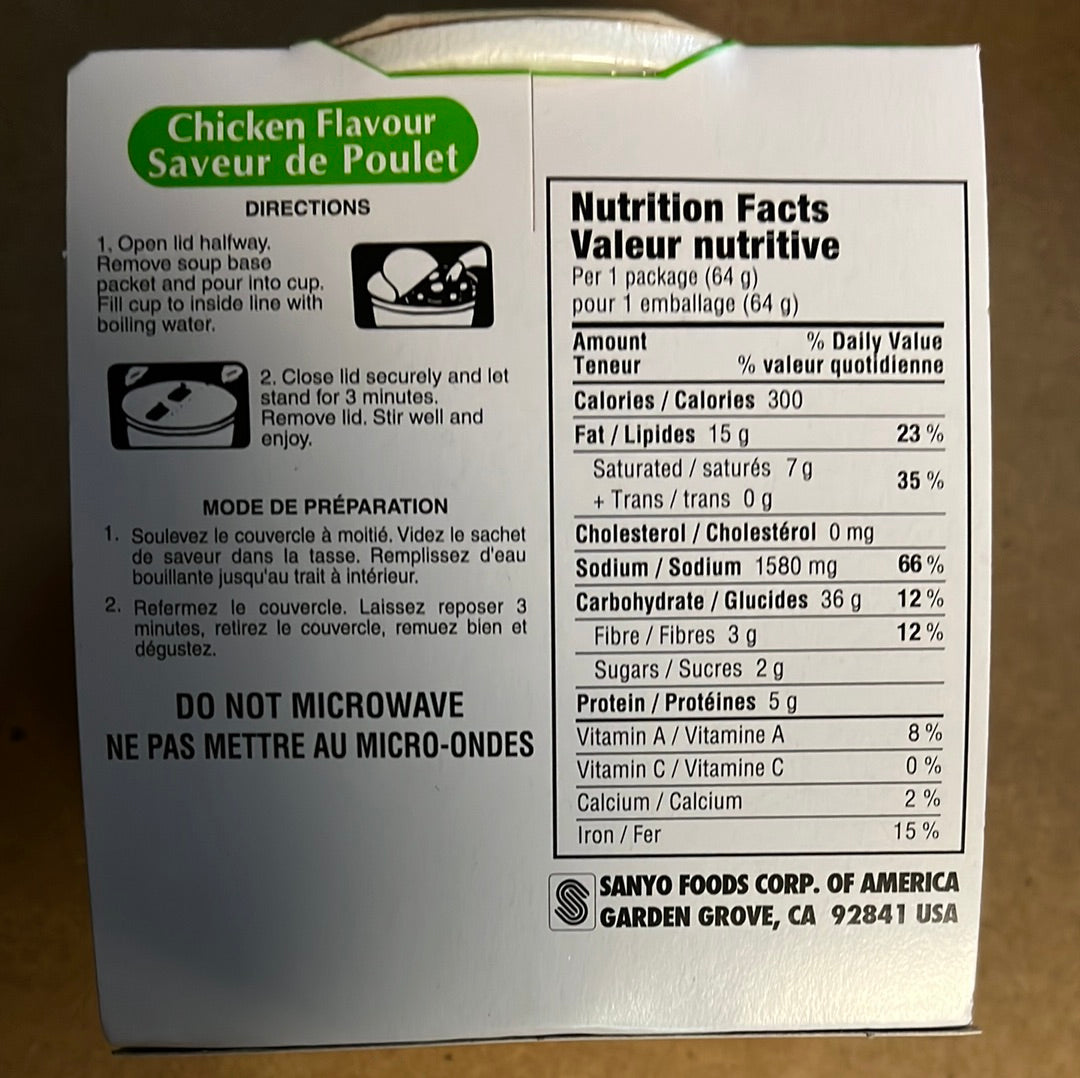 Chicken Flavour
Saveur de Poulet
DIRECTIONS
1. Open lid halfway.
Remove soup base
packet and pour into cup.
Fill cup to inside line with
boiling water.
2. Close lid securely and let
stand for 3 minutes.
Remove lid. Stir well and
enjoy.
MODE DE PRÉPARATION
1. Soulevez le couvercle à moitié. Videz le sachet
de saveur dans la tasse. Remplissez d'eau
bouillante jusqu'au trait à intérieur.
2. Refermez le couvercle. Laissez reposer 3
minutes, retirez le couvercle, remuez bien et
dégustez.
DO NOT MICROWAVE
NE PAS METTRE AU MICRO-ONDES
Nutrition Facts
Valeur nutritive
Per 1 package (64 g)
pour 1 emballage (64 g)
Amount % Daily Value
Teneur % valeur quotidienne
Calories / Calories 300
Fat / Lipides 15 g 23 %
Saturated / saturés 7 g
+ Trans / trans 0 g 35 %
Cholesterol / Cholestérol 0 mg
Sodium / Sodium 1580 mg 66 %
Carbohydrate / Glucides 36 g 12 %
Fibre / Fibres 3 g 12 %
Sugars / Sucres 2 g
Protein / Protéines 5 g
Vitamin A / Vitamine A 8 %
Vitamin C / Vitamine C 0 %
Calcium / Calcium 2 %
Iron / Fer 15 %
SANYO FOODS CORP. OF AMERICA
GARDEN GROVE, CA 92841 USA